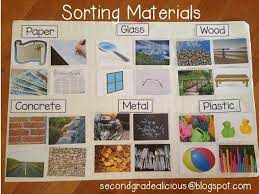 Sorting Materials
Paper
Glass
Wood
Concrete
Metal
Plastic
secondgradealicious@blogspot.com